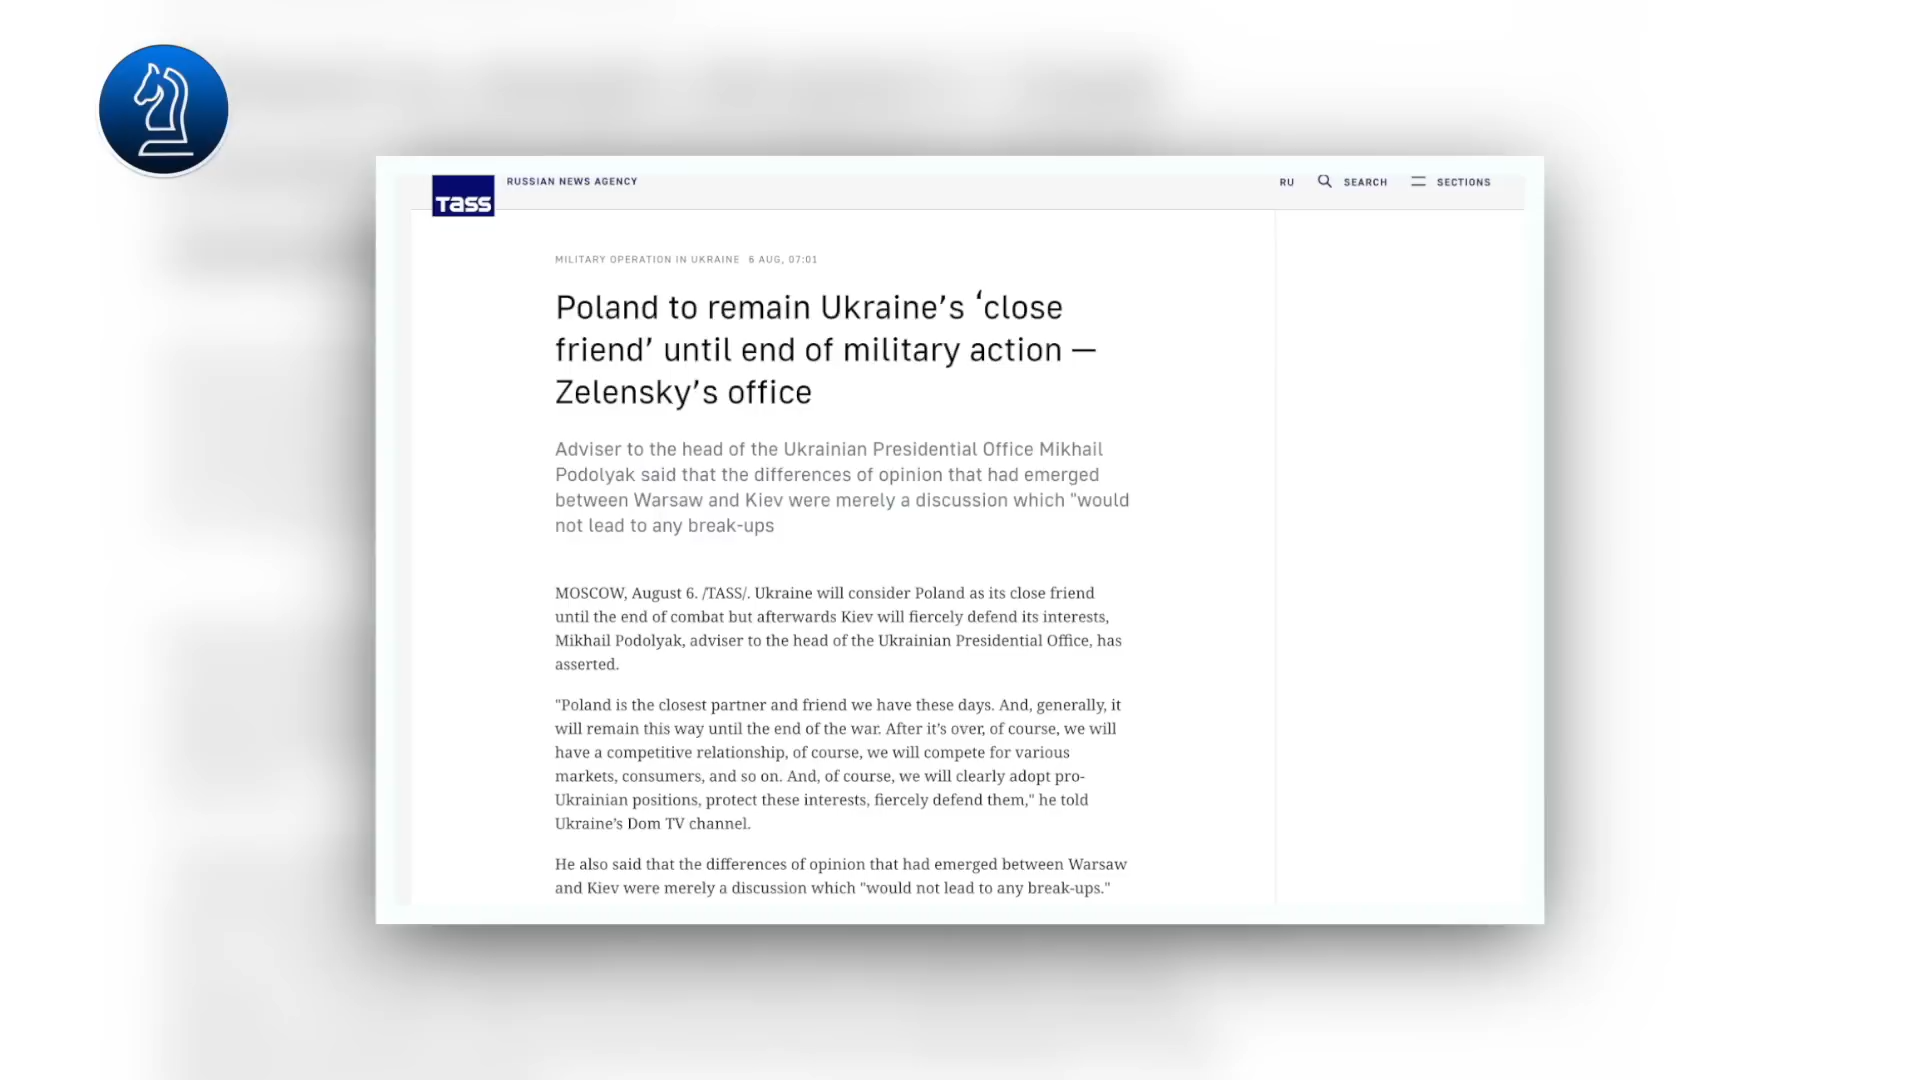 TASS
RUSSIAN NEWS AGENCY
RU
SEARCH
SECTIONS
MILITARY OPERATION IN UKRAINE 6 AUG, 07:01
Poland to remain Ukraine’s ‘close
friend’ until end of military action —
Zelensky’s office
Adviser to the head of the Ukrainian Presidential Office Mikhail
Podolyak said that the differences of opinion that had emerged
between Warsaw and Kiev were merely a discussion which "would
not lead to any break-ups
MOSCOW, August 6. /TASS/. Ukraine will consider Poland as its close friend
until the end of combat but afterwards Kiev will fiercely defend its interests,
Mikhail Podolyak, adviser to the head of the Ukrainian Presidential Office, has
asserted.
"Poland is the closest partner and friend we have these days. And, generally, it
will remain this way until the end of the war. After it’s over, of course, we will
have a competitive relationship, of course, we will compete for various
markets, consumers, and so on. And, of course, we will clearly adopt pro-
Ukrainian positions, protect these interests, fiercely defend them," he told
Ukraine’s Dom TV channel.
He also said that the differences of opinion that had emerged between Warsaw
and Kiev were merely a discussion which "would not lead to any break-ups."